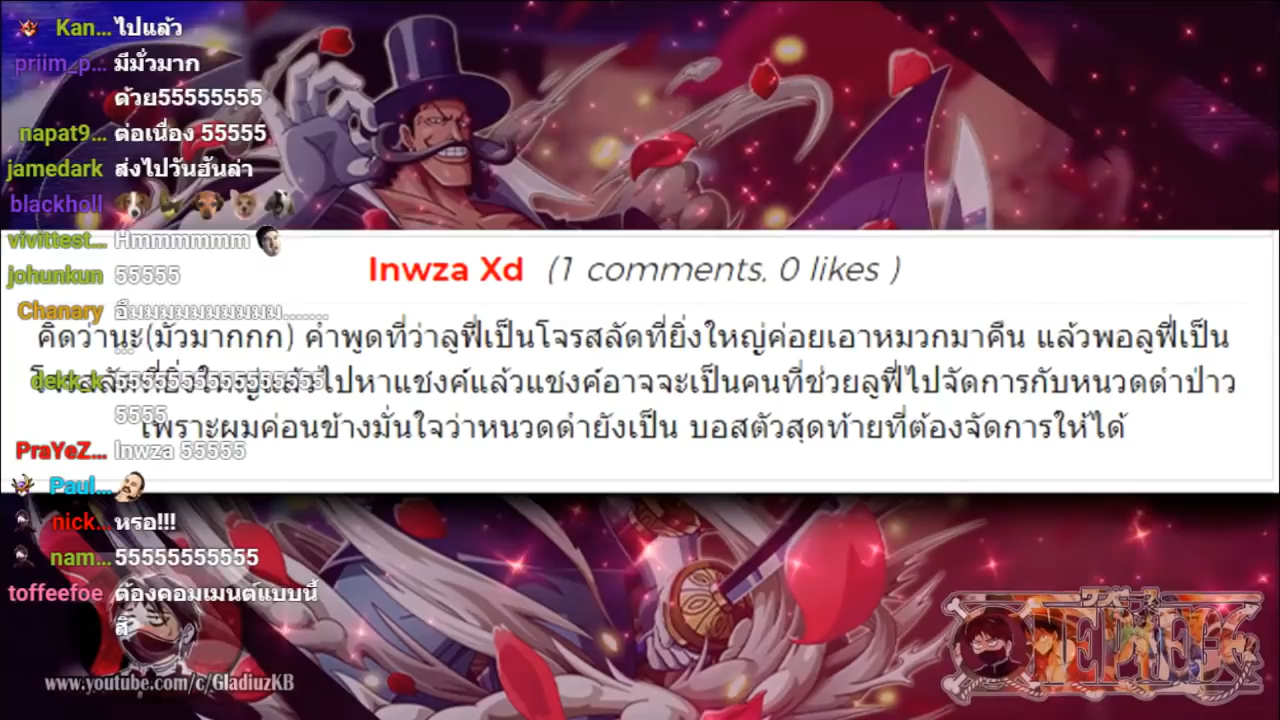 Kan... ไปแล้ว
priim_p... มีมั่วมาก
ด้วย55555555
napat9... ต่อเนื่อง 55555
jamedark ส่งไปวันฮันล่า
blackholl
vivittest... Hmmmmmm
Inwza Xd (1 comments, 0 likes )
johunkun 55555
Chanary อืมมมมมมมมมม.......
...
คิดว่านะ(มั่วมากกก) คำพูดที่ว่าลูฟี่เป็นโจรสลัดที่ยิ่งใหญ่ค่อยเอาหมวกมาคืน แล้วพอลูฟี่เป็น
dekk.k
โจรสลัดที่ยิ่งใหญ่แล้วไปหาแชงค์แล้วแชงค์อาจจะเป็นคนที่ช่วยลูฟี่ไปจัดการกับหนวดดำป่าว
5555
เพราะผมค่อนข้างมั่นใจว่าหนวดดำยังเป็น บอสตัวสุดท้ายที่ต้องจัดการให้ได้
PraYeZ... Inwza 55555
Paul...
nick... หรอ!!!
nam... 55555555555
toffeefoe ต้องคอมเมนต์แบบนี้
สิ
www.youtube.com/c/GladiuzKB
ワンピース
ONE PIECE